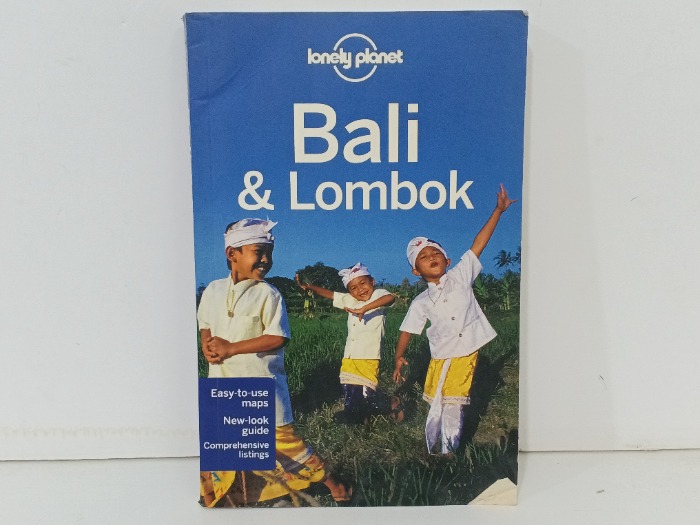 lonely planet
Bali
& Lombok
Easy-to-use
maps
New-look
guide
Comprehensive
listings